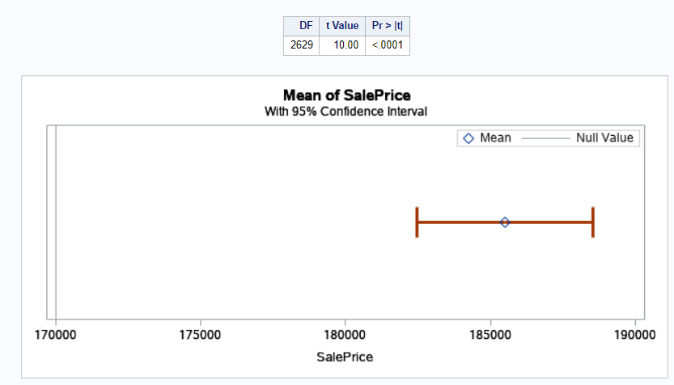 DF t Value Pr > |t|
2629 10.00 <.0001
Mean of SalePrice
With 95% Confidence Interval
Mean Null Value
170000 175000 180000 185000 190000
SalePrice